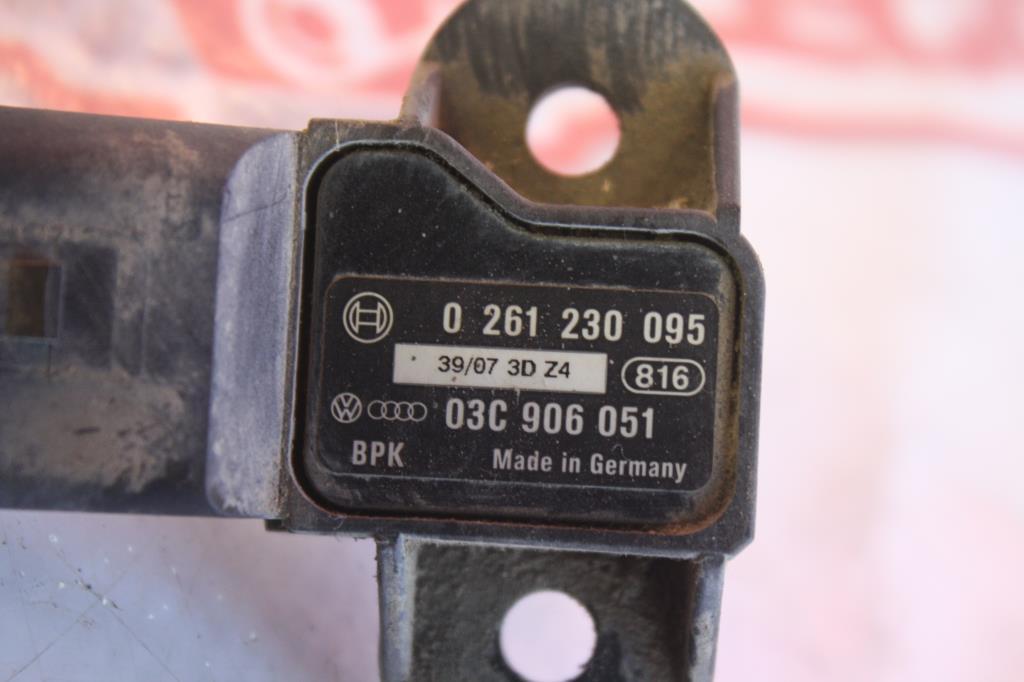 0 261 230 095
39/07 3D Z4
816
03C 906 051
BPK
Made in Germany